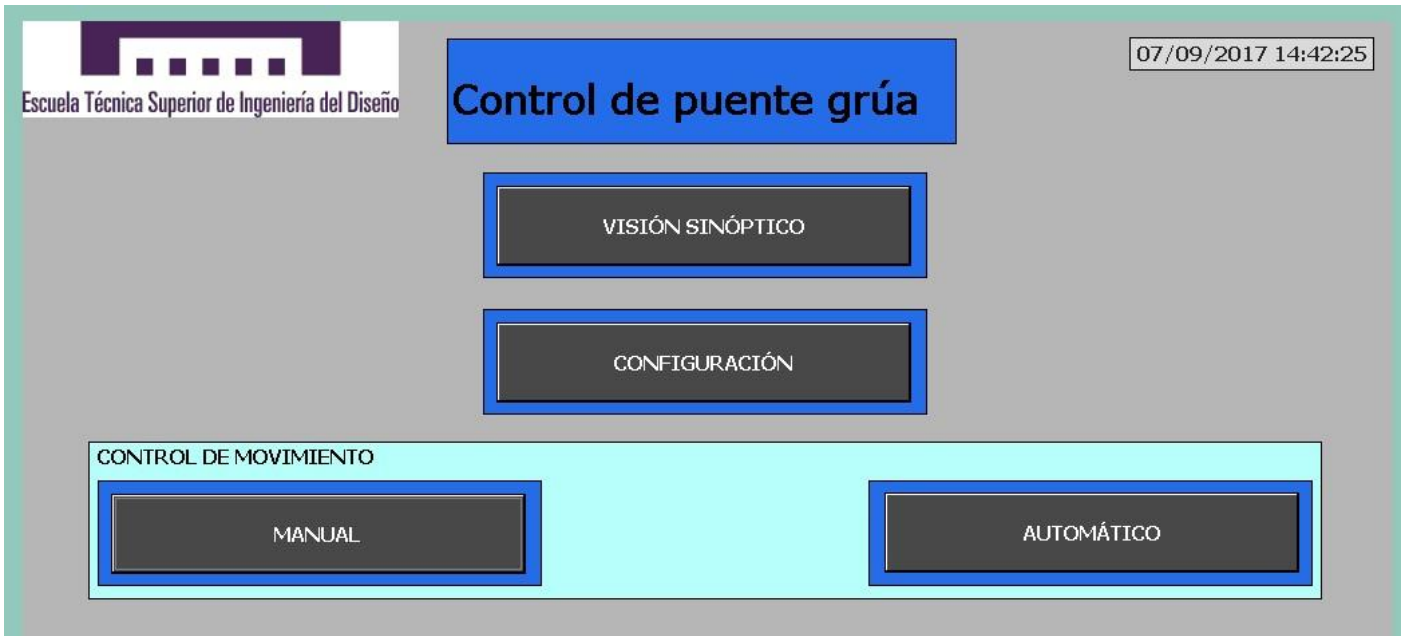 Escuela Técnica Superior de Ingeniería del Diseño
Control de puente grúa
07/09/2017 14:42:25
VISIÓN SINÓPTICO
CONFIGURACIÓN
CONTROL DE MOVIMIENTO
MANUAL
AUTOMÁTICO